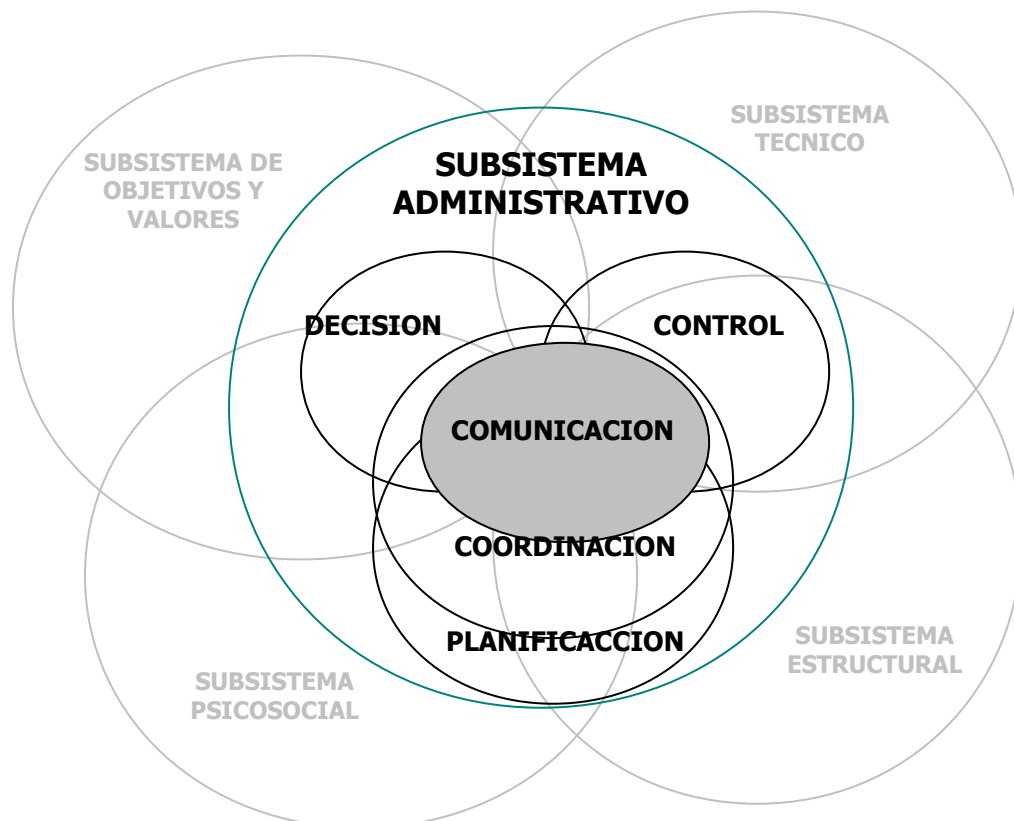 SUBSISTEMA
TECNICO
SUBSISTEMA DE
OBJETIVOS Y
VALORES
SUBSISTEMA
ADMINISTRATIVO
DECISION
CONTROL
COMUNICACION
COORDINACION
PLANIFICACCION
SUBSISTEMA
ESTRUCTURAL
SUBSISTEMA
PSICOSOCIAL